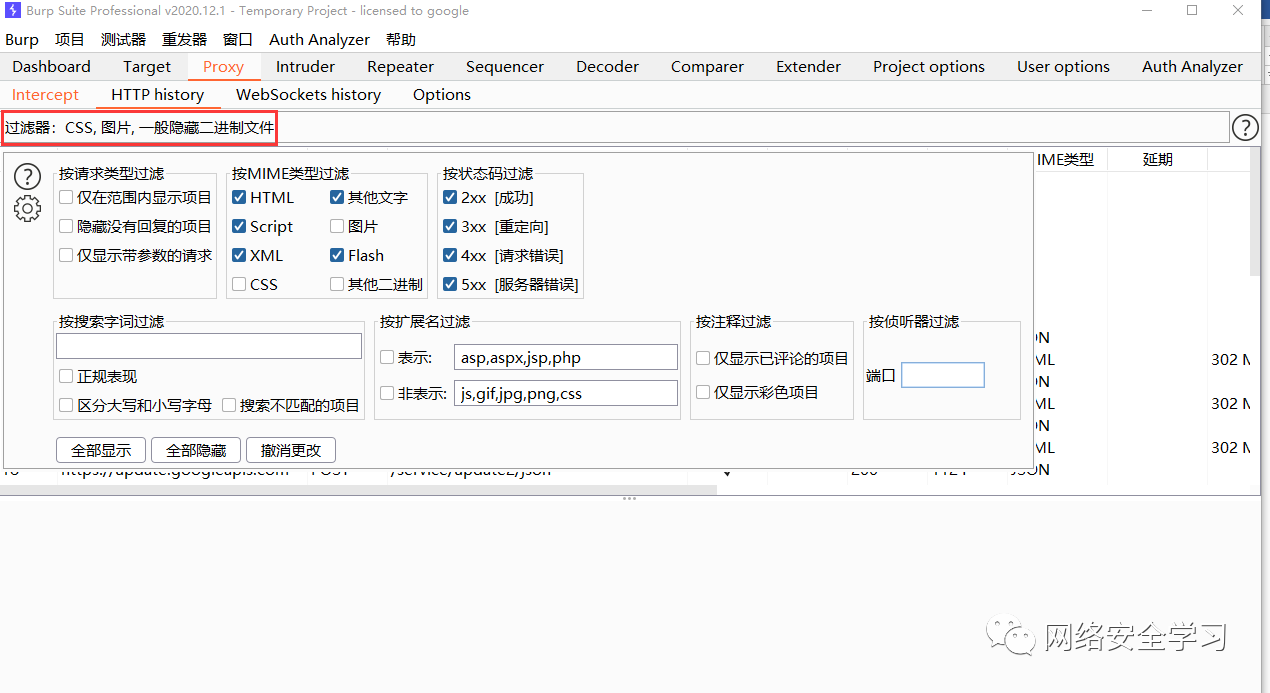 Burp Suite Professional v2020.12.1 - Temporary Project - licensed to google
Burp 项目 测试器 重发器 窗口 Auth Analyzer 帮助
Dashboard Target Proxy Intruder Repeater Sequencer Decoder Comparer Extender Project options User options Auth Analyzer
Intercept HTTP history WebSockets history Options
过滤器：CSS, 图片, 一般隐藏二进制文件
IME类型 延期
按请求类型过滤 按MIME类型过滤 按状态码过滤
仅在范围内显示项目 HTML 其他文字 2xx [成功]
隐藏没有回复的项目 Script 图片 3xx [重定向]
仅显示带参数的请求 XML Flash 4xx [请求错误]
CSS 其他二进制 5xx [服务器错误]
按搜索字词过滤 按扩展名过滤 按注释过滤 按侦听器过滤
ON
表示: asp,aspx,jsp,php 仅显示已评论的项目 ML 302 M
正规表现 端口 ON
非表示: js,gif,jpg,png,css 仅显示彩色项目
区分大写和小写字母 搜索不匹配的项目 ML 302 M
ON
全部显示 全部隐藏 撤消更改 ML 302 M
https://update.googleapis.com POST /service/update2/json 200 1124 JSON
网络安全学习